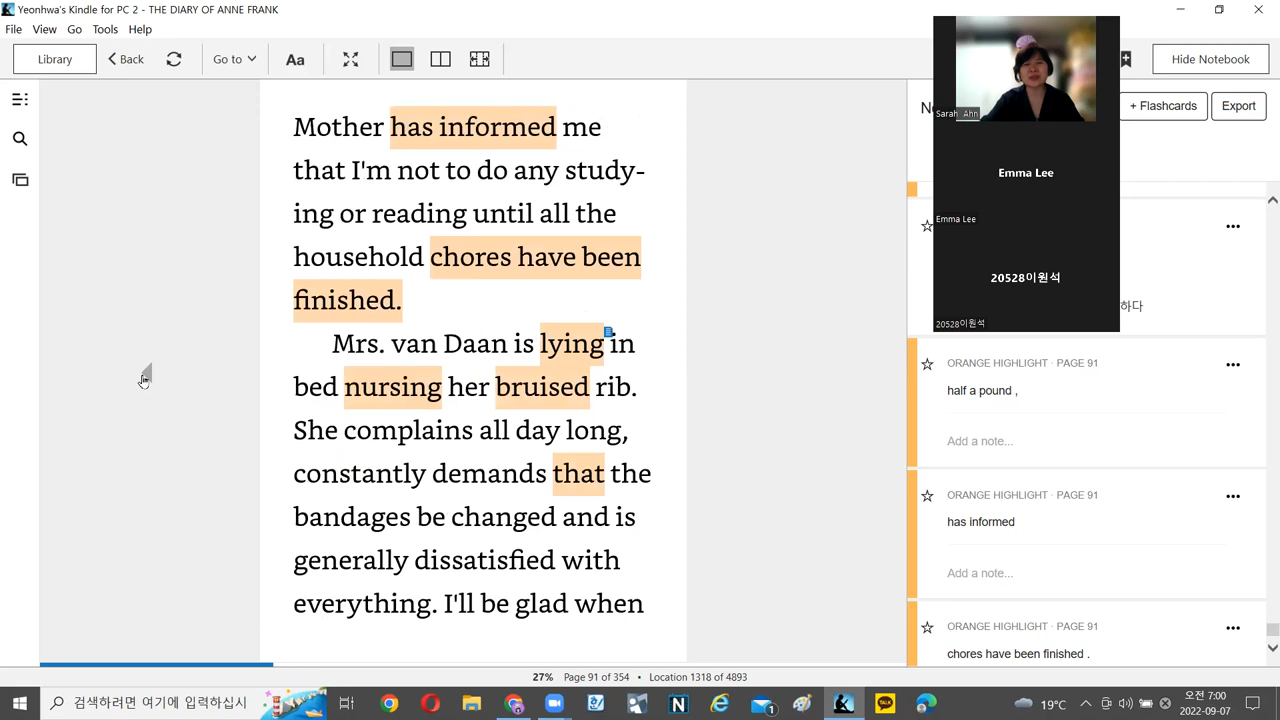 Yeonhwa's Kindle for PC 2 - THE DIARY OF ANNE FRANK
File View Go Tools Help
Library
Back
Go to
Aa
Hide Notebook
+ Flashcards
Export
Sarah Ahn
Emma Lee
Emma Lee
20528이원석
20528이원석
Mother has informed me
that I'm not to do any study-
ing or reading until all the
household chores have been
finished.
Mrs. van Daan is lying in
bed nursing her bruised rib.
She complains all day long,
constantly demands that the
bandages be changed and is
generally dissatisfied with
everything. I'll be glad when
하다
ORANGE HIGHLIGHT · PAGE 91
half a pound ,
Add a note...
ORANGE HIGHLIGHT · PAGE 91
has informed
Add a note...
ORANGE HIGHLIGHT · PAGE 91
chores have been finished .
27% Page 91 of 354 • Location 1318 of 4893
검색하려면 여기에 입력하십시
19°C
오전 7:00
2022-09-07